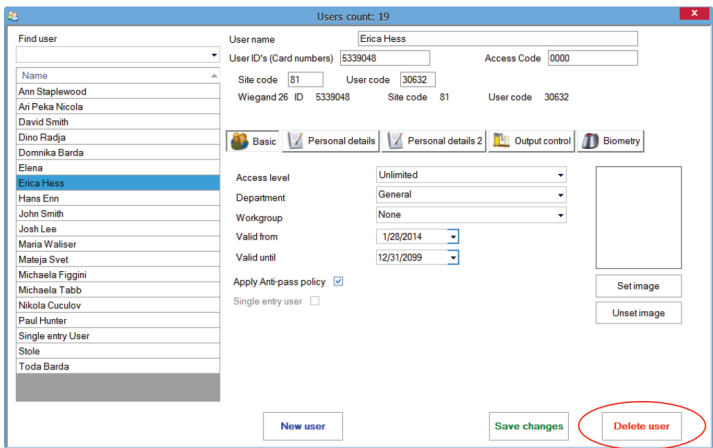 Users count: 19
x
Find user
Name
Ann Staplewood
Ari Peka Nicola
David Smith
Dino Radja
Domnika Barda
Elena
Erica Hess
Hans Enn
John Smith
Josh Lee
Maria Waliser
Mateja Svet
Michaela Figgini
Michaela Tabb
Nikola Cuculov
Paul Hunter
Single entry User
Stole
Toda Barda
User name Erica Hess
User ID's (Card numbers) 5339048 Access Code 0000
Site code 81 User code 30632
Wiegand 26 ID 5339048 Site code 81 User code 30632
Basic Personal details Personal details 2 Output control Biometry
Access level Unlimited
Department General
Workgroup None
Valid from 1/28/2014
Valid until 12/31/2099
Apply Anti-pass policy
Single entry user
Set image
Unset image
New user Save changes Delete user